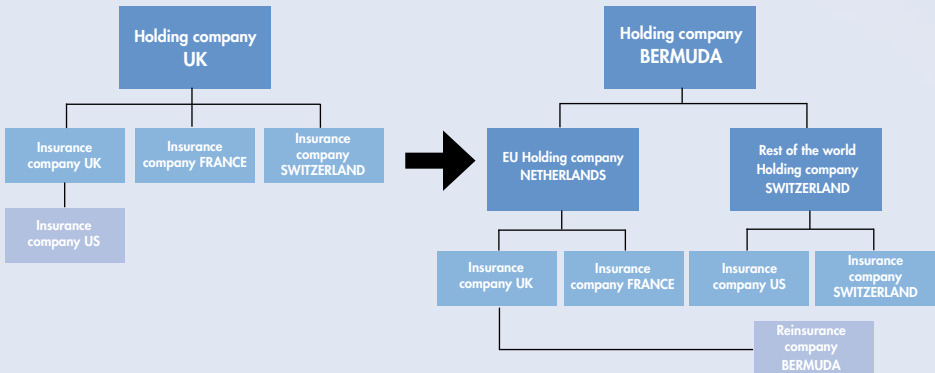 Holding company
UK
Insurance
company UK
Insurance
company FRANCE
Insurance
company
SWITZERLAND
Insurance
company US
Holding company
BERMUDA
EU Holding company
NETHERLANDS
Rest of the world
Holding company
SWITZERLAND
Insurance
company UK
Insurance
company FRANCE
Insurance
company US
Insurance
company
SWITZERLAND
Reinsurance
company
BERMUDA